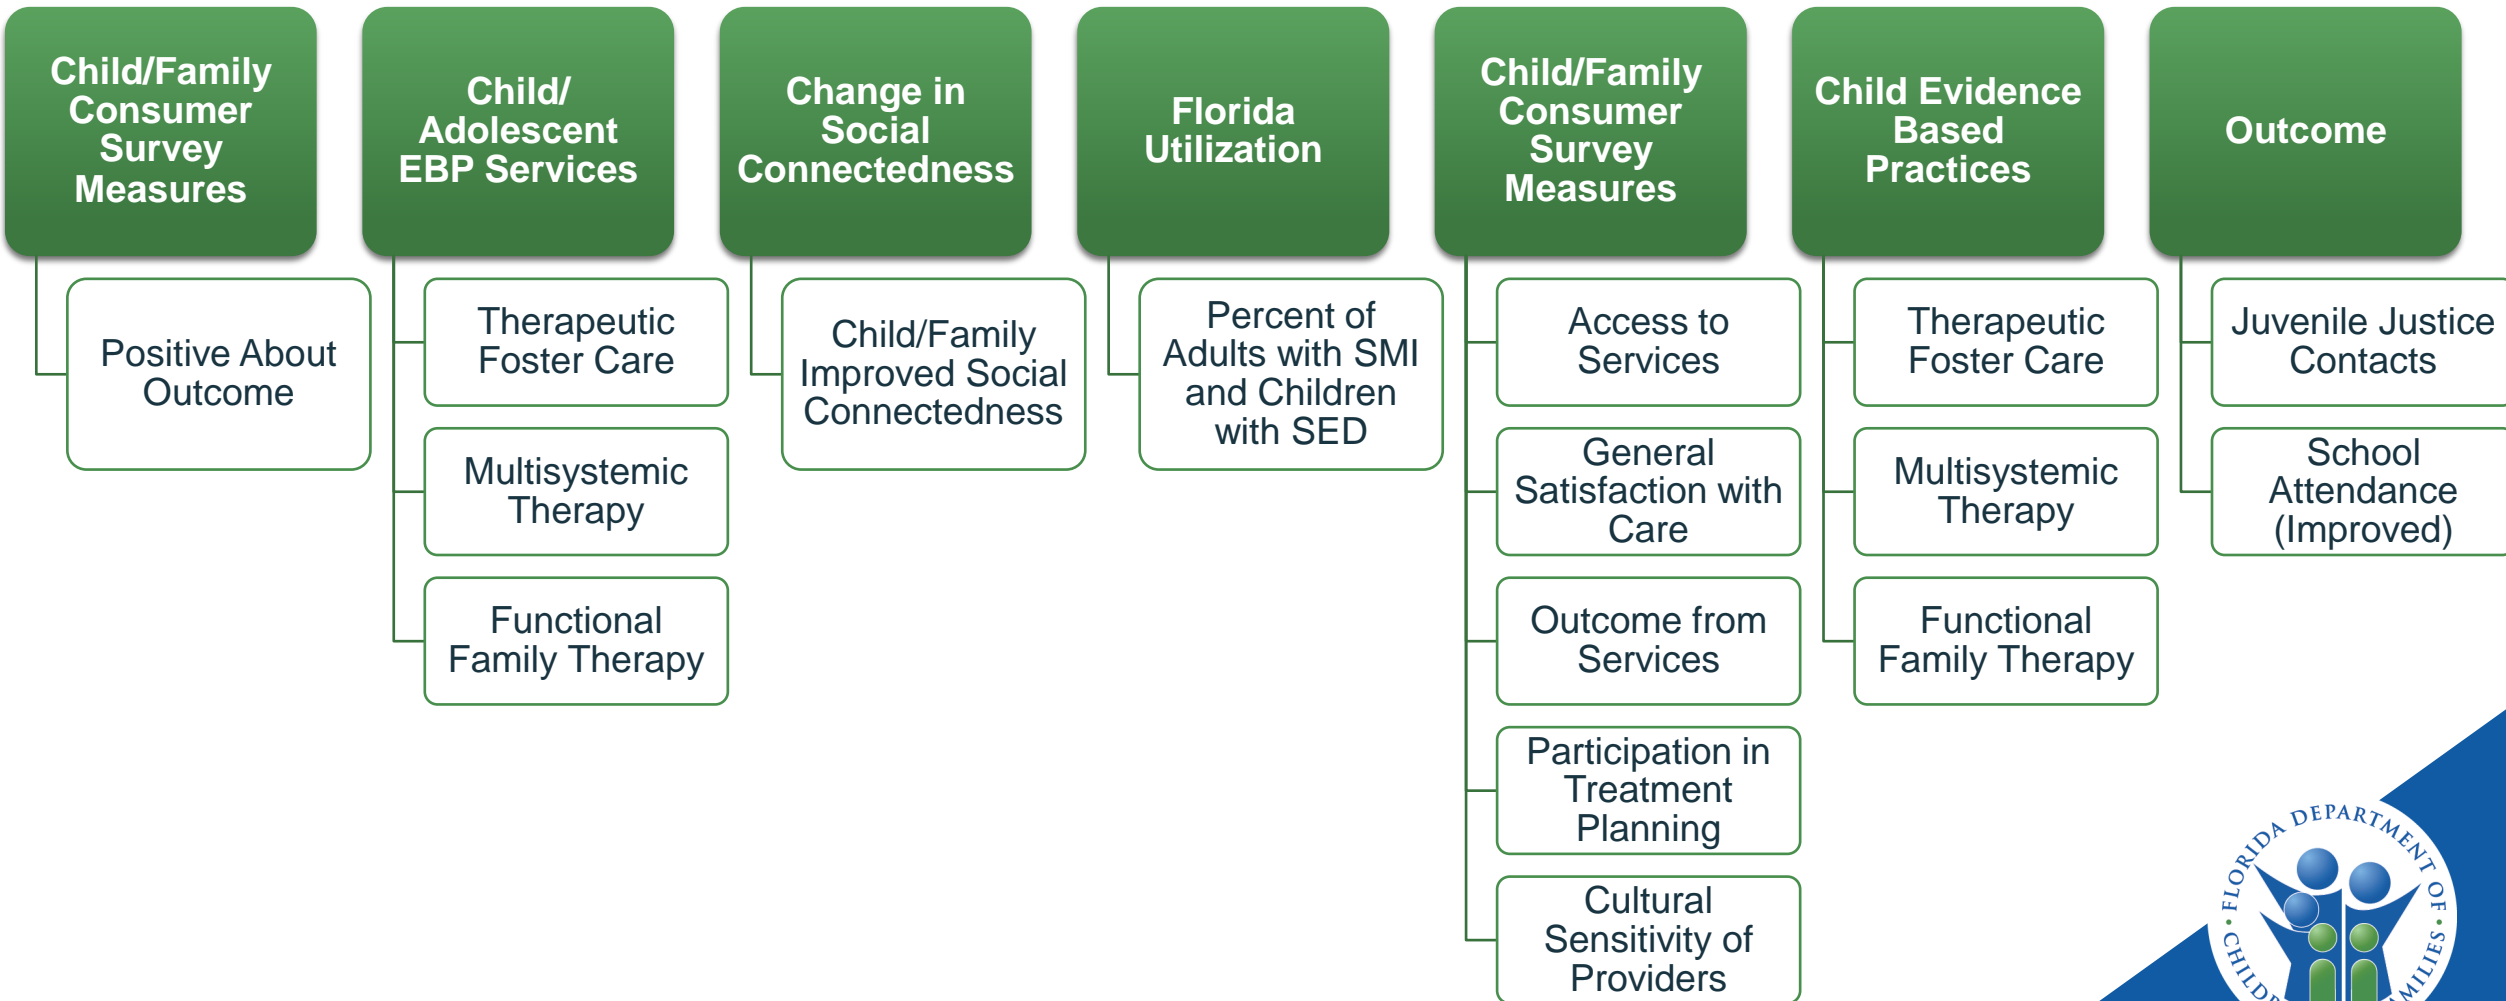 Child/Family
Consumer
Survey
Measures
Positive About
Outcome
Child/
Adolescent
EBP Services
Therapeutic
Foster Care
Multisystemic
Therapy
Functional
Family Therapy
Change in
Social
Connectedness
Child/Family
Improved Social
Connectedness
Florida
Utilization
Percent of
Adults with SMI
and Children
with SED
Child/Family
Consumer
Survey
Measures
Access to
Services
General
Satisfaction with
Care
Outcome from
Services
Participation in
Treatment
Planning
Cultural
Sensitivity of
Providers
Child Evidence
Based
Practices
Therapeutic
Foster Care
Multisystemic
Therapy
Functional
Family Therapy
Outcome
Juvenile Justice
Contacts
School
Attendance
(Improved)
FLORIDA DEPARTMENT OF